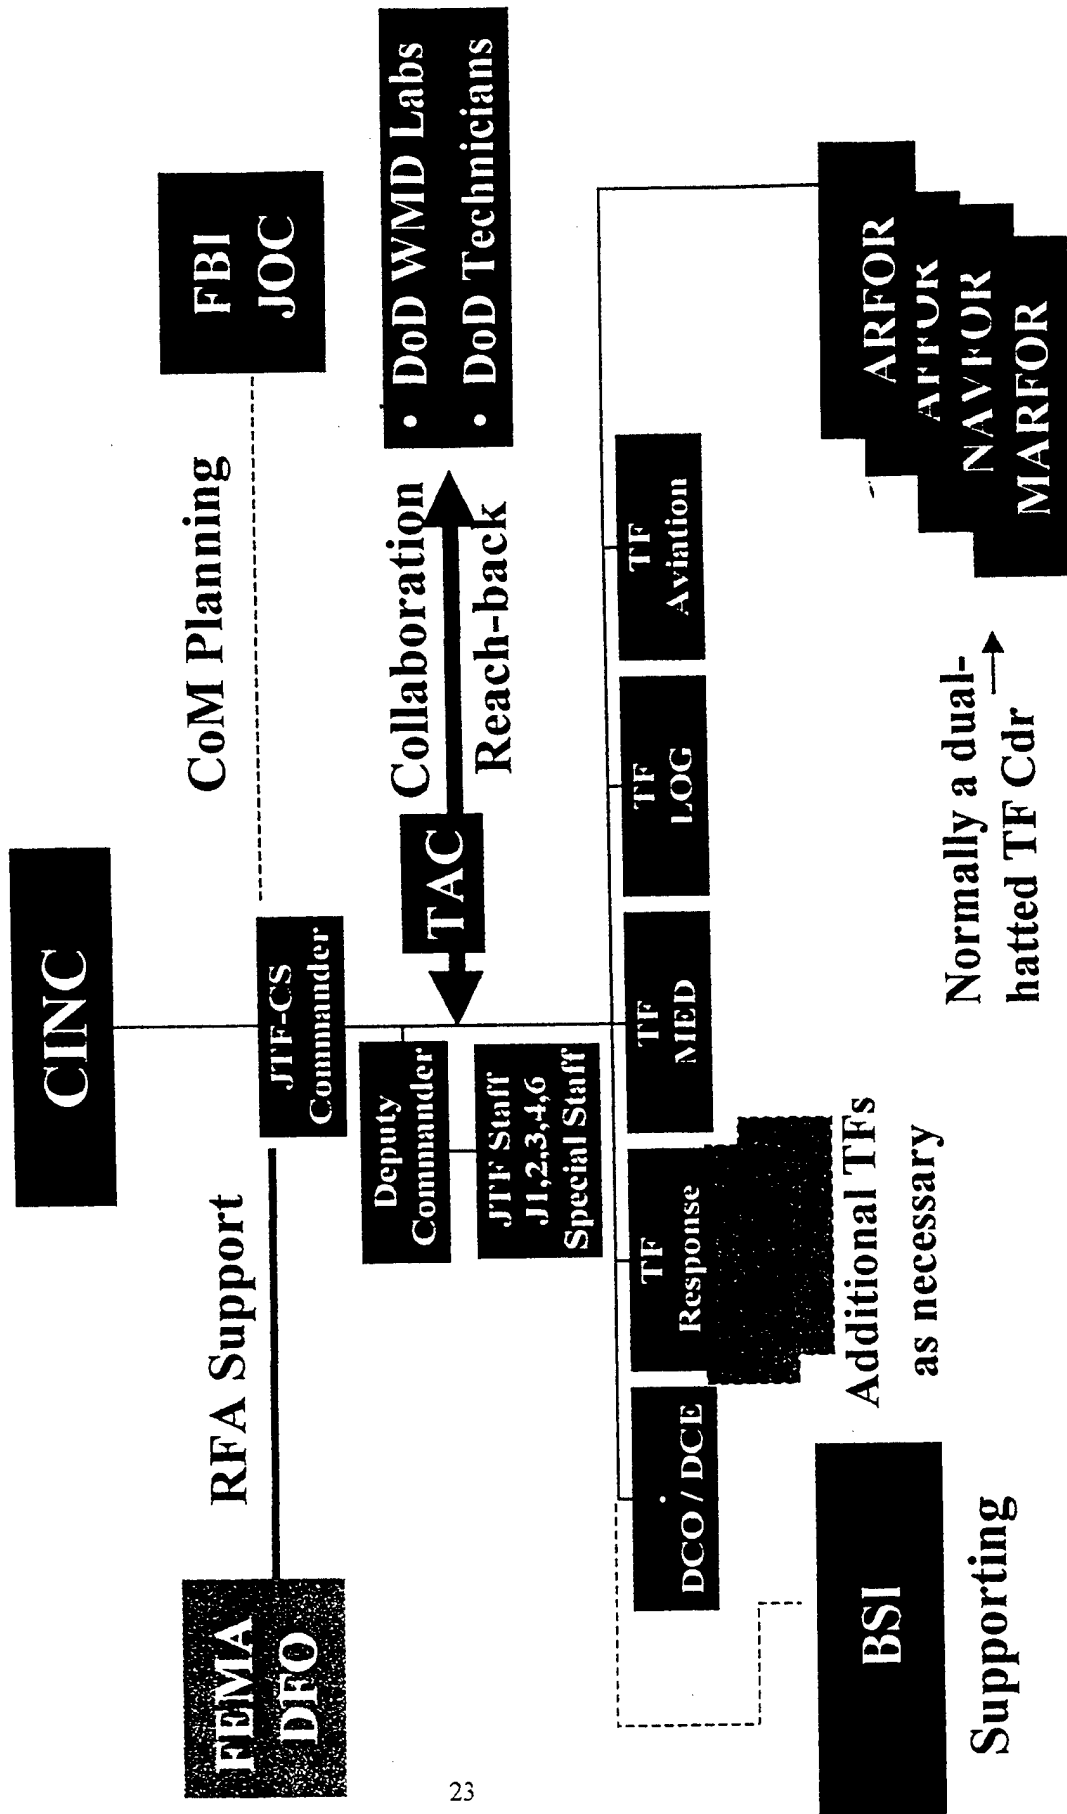 CINC
FEMA
DFO
RFA Support
JTF-CS
Commander
CoM Planning
FBI
JOC
Deputy
Commander
JTF Staff
J1,2,3,4,6
Special Staff
TAC
Collaboration
Reach-back
• DoD WMD Labs
• DoD Technicians
DCO / DCE
TF
Response
TF
MED
TF
LOG
TF
Aviation
Additional TFs
as necessary
BSI
Supporting
Normally a dual-
hatted TF Cdr
ARFOR
AFFOR
NAVFOR
MARFOR
23